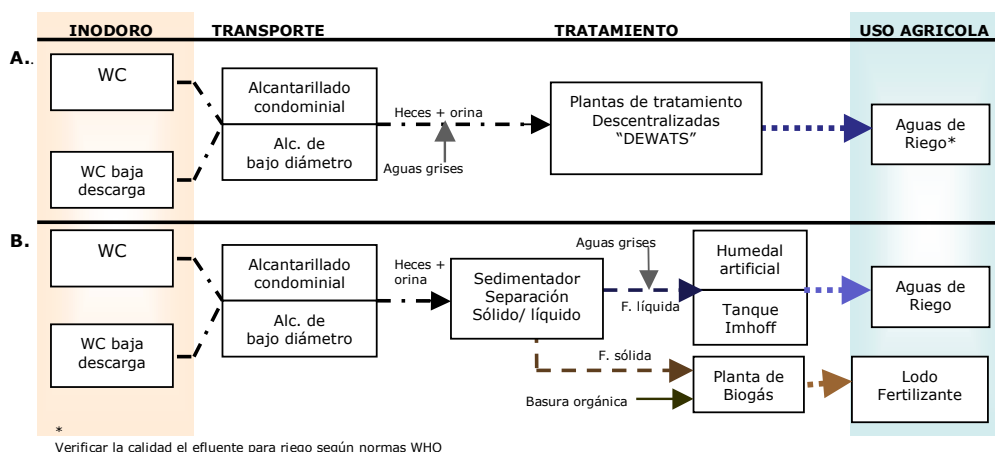 INODORO
TRANSPORTE
TRATAMIENTO
USO AGRICOLA
A..
WC
WC baja
descarga
Alcantarillado
condominial
Alc. de
bajo diámetro
Heces + orina
Aguas grises
Plantas de tratamiento
Descentralizadas
“DEWATS”
Aguas de
Riego*
B.
WC
WC baja
descarga
Alcantarillado
condominial
Alc. de
bajo diámetro
Heces +
orina
Sedimentador
Separación
Sólido/ líquido
Aguas grises
F. líquida
Humedal
artificial
Tanque
Imhoff
Aguas de
Riego
F. sólida
Basura orgánica
Planta de
Biogás
Lodo
Fertilizante
*
Verificar la calidad el efluente para riego según normas WHO